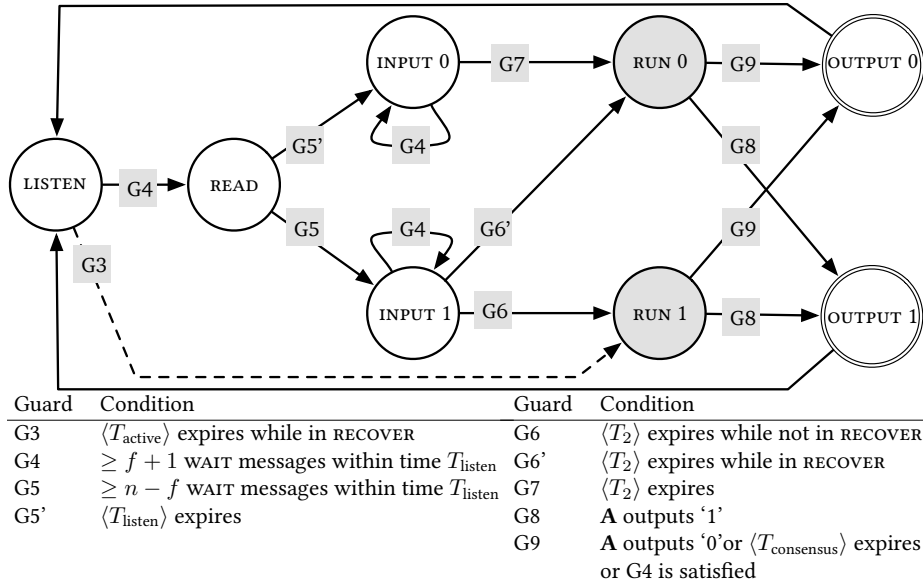 INPUT 0
G7
RUN 0
G9
OUTPUT 0
G5'
G4
G8
LISTEN
G4
READ
G3
G5
G4
G6'
G9
INPUT 1
G6
RUN 1
G8
OUTPUT 1
Guard Condition
G3 ⟨T_active⟩ expires while in RECOVER
G4 ≥ f + 1 WAIT messages within time T_listen
G5 ≥ n − f WAIT messages within time T_listen
G5' ⟨T_listen⟩ expires
Guard Condition
G6 ⟨T_2⟩ expires while not in RECOVER
G6' ⟨T_2⟩ expires while in RECOVER
G7 ⟨T_2⟩ expires
G8 A outputs ‘1’
G9 A outputs ‘0’or ⟨T_consensus⟩ expires
or G4 is satisfied